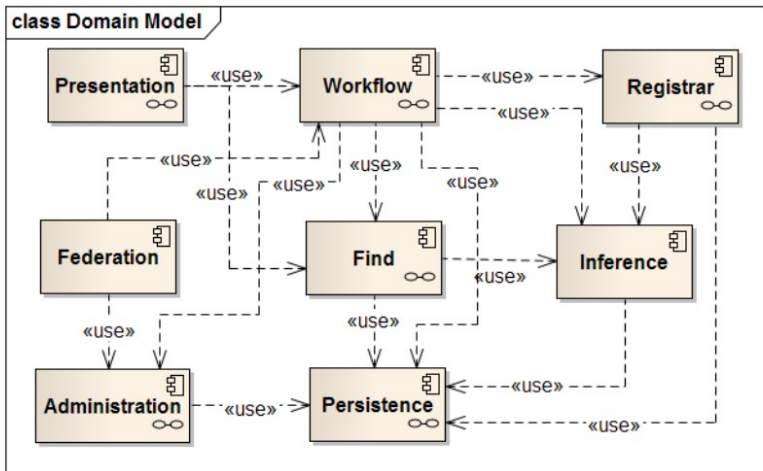 class Domain Model
Presentation
«use»
Workflow
«use»
Registrar
«use»
«use»
«use»
«use»
«use»
«use»
«use»
«use»
Federation
Find
«use»
Inference
«use»
«use»
«use»
Administration
«use»
Persistence
«use»